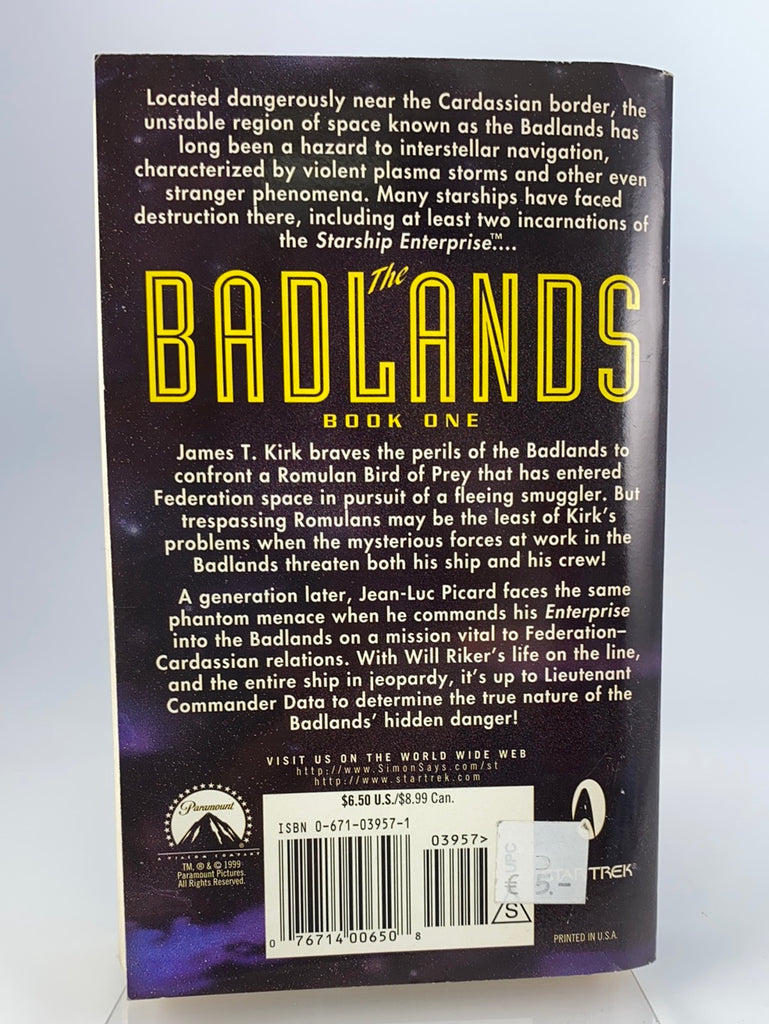 Located dangerously near the Cardassian border, the
unstable region of space known as the Badlands has
long been a hazard to interstellar navigation,
characterized by violent plasma storms and other even
stranger phenomena. Many starships have faced
destruction there, including at least two incarnations of
the Starship Enterprise™....
The
BADLANDS
BOOK ONE
James T. Kirk braves the perils of the Badlands to
confront a Romulan Bird of Prey that has entered
Federation space in pursuit of a fleeing smuggler. But
trespassing Romulans may be the least of Kirk's
problems when the mysterious forces at work in the
Badlands threaten both his ship and his crew!
A generation later, Jean-Luc Picard faces the same
phantom menace when he commands his Enterprise
into the Badlands on a mission vital to Federation–
Cardassian relations. With Will Riker's life on the line,
and the entire ship in jeopardy, it's up to Lieutenant
Commander Data to determine the true nature of the
Badlands' hidden danger!
VISIT US ON THE WORLD WIDE WEB
http://www.SimonSays.com/st
http://www.startrek.com
Paramount
A VIACOM COMPANY
TM, ® & © 1999
Paramount Pictures.
All Rights Reserved.
$6.50 U.S./$8.99 Can.
ISBN 0-671-03957-1
03957>
0 76714 00650 8
UPC
S
5.-
STAR TREK®
PRINTED IN U.S.A.